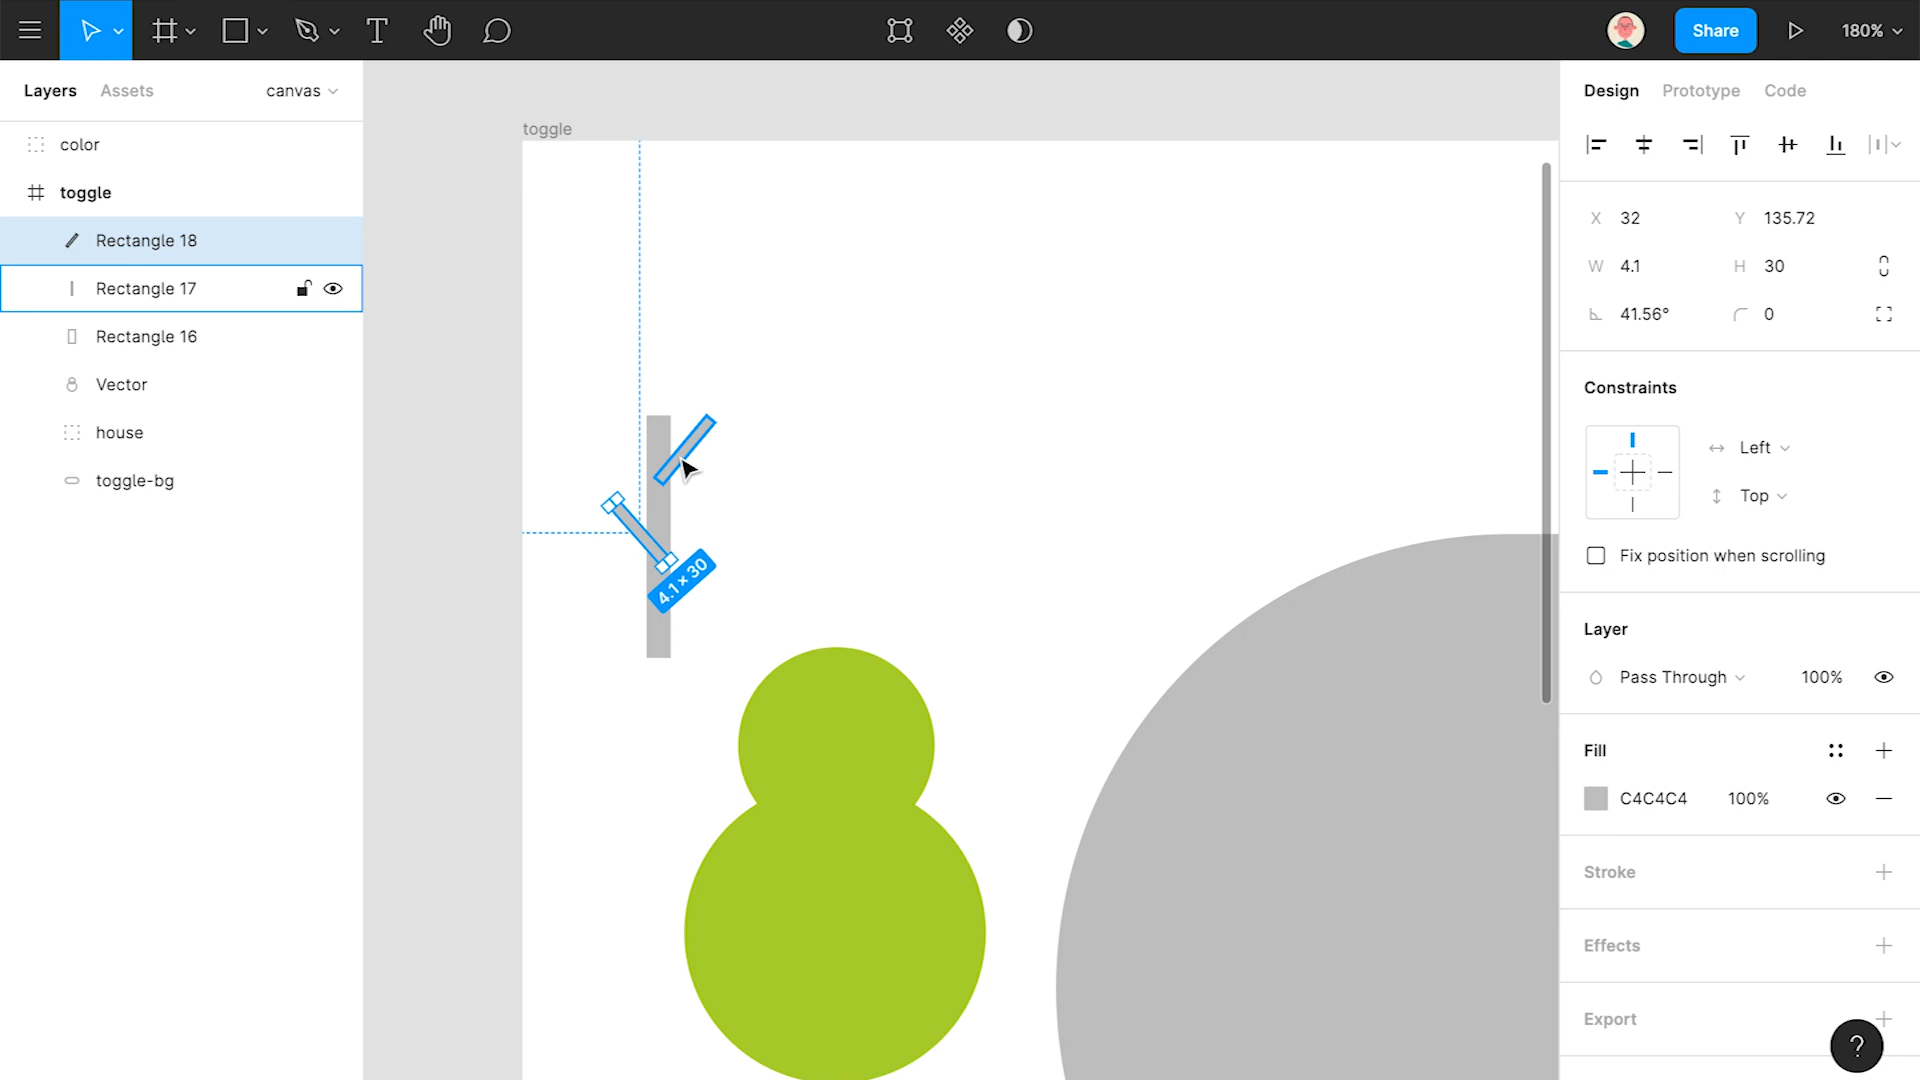 Share
180%
Layers
Assets
canvas
color
toggle
Rectangle 18
Rectangle 17
Rectangle 16
Vector
house
toggle-bg
toggle
4.1 × 30
Design
Prototype
Code
X 32
Y 135.72
W 4.1
H 30
41.56°
0
Constraints
Left
Top
Fix position when scrolling
Layer
Pass Through
100%
Fill
C4C4C4
100%
Stroke
Effects
Export
?